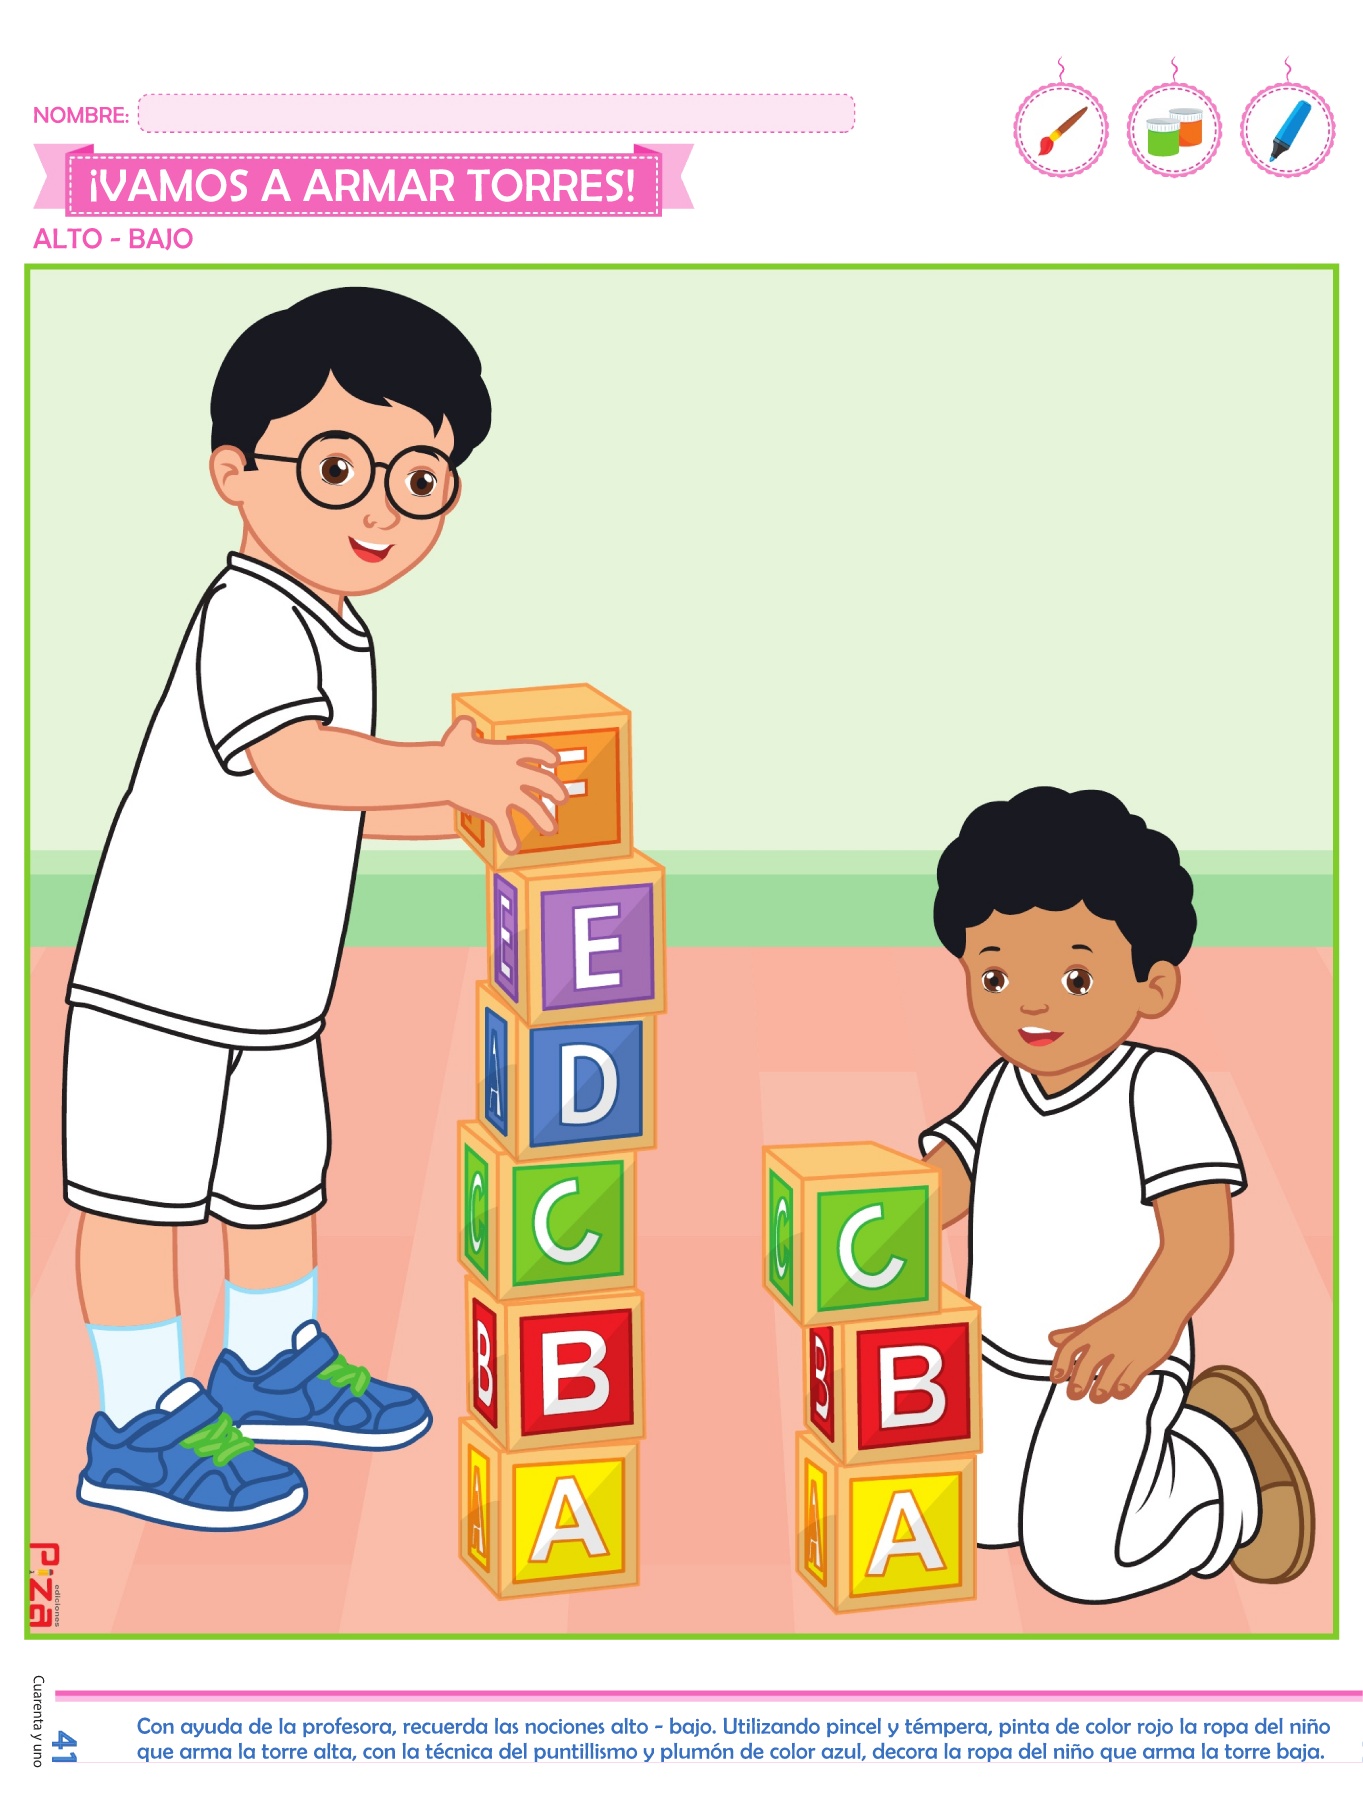 NOMBRE:
¡VAMOS A ARMAR TORRES!
ALTO - BAJO
F
E E
A D
C C
B B
A A
C C
B B
A A
Piza
ediciones
Cuarenta y uno
41
Con ayuda de la profesora, recuerda las nociones alto - bajo. Utilizando pincel y témpera, pinta de color rojo la ropa del niño
que arma la torre alta, con la técnica del puntillismo y plumón de color azul, decora la ropa del niño que arma la torre baja.